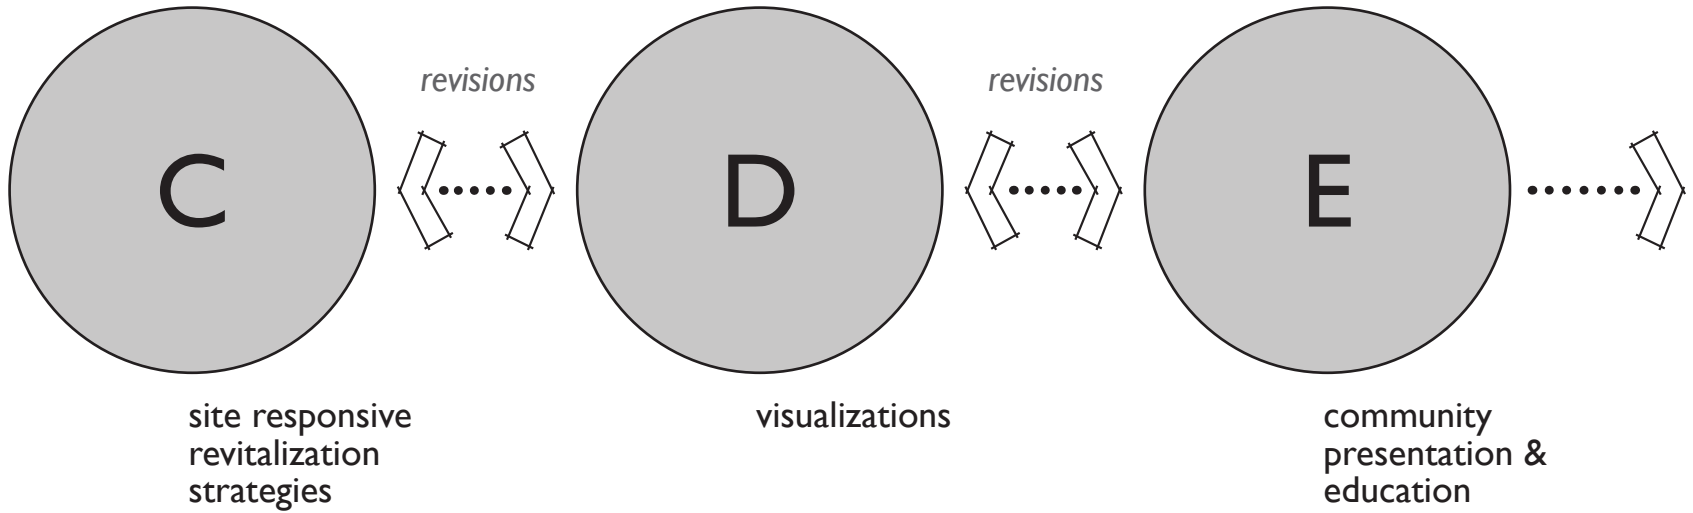 revisions
revisions
C
D
E
site responsive
revitalization
strategies
visualizations
community
presentation &
education